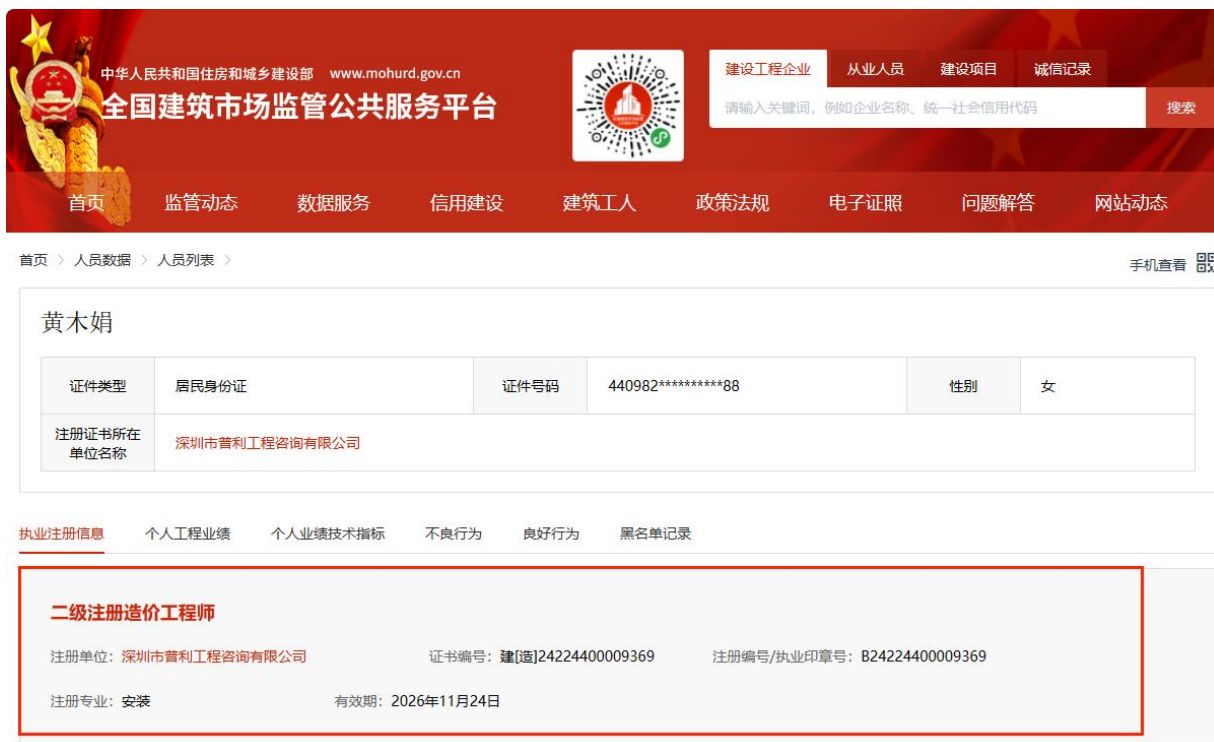 中华人民共和国住房和城乡建设部 www.mohurd.gov.cn
全国建筑市场监管公共服务平台
建设工程企业 从业人员 建设项目 诚信记录
请输入关键词，例如企业名称、统一社会信用代码 搜索
首页 监管动态 数据服务 信用建设 建筑工人 政策法规 电子证照 问题解答 网站动态
首页 > 人员数据 > 人员列表 >
手机查看
黄木娟
证件类型 居民身份证 证件号码 440982**********88 性别 女
注册证书所在
单位名称
深圳市普利工程咨询有限公司
执业注册信息 个人工程业绩 个人业绩技术指标 不良行为 良好行为 黑名单记录
二级注册造价工程师
注册单位：深圳市普利工程咨询有限公司 证书编号：建[造]24224400009369 注册编号/执业印章号：B24224400009369
注册专业：安装 有效期：2026年11月24日